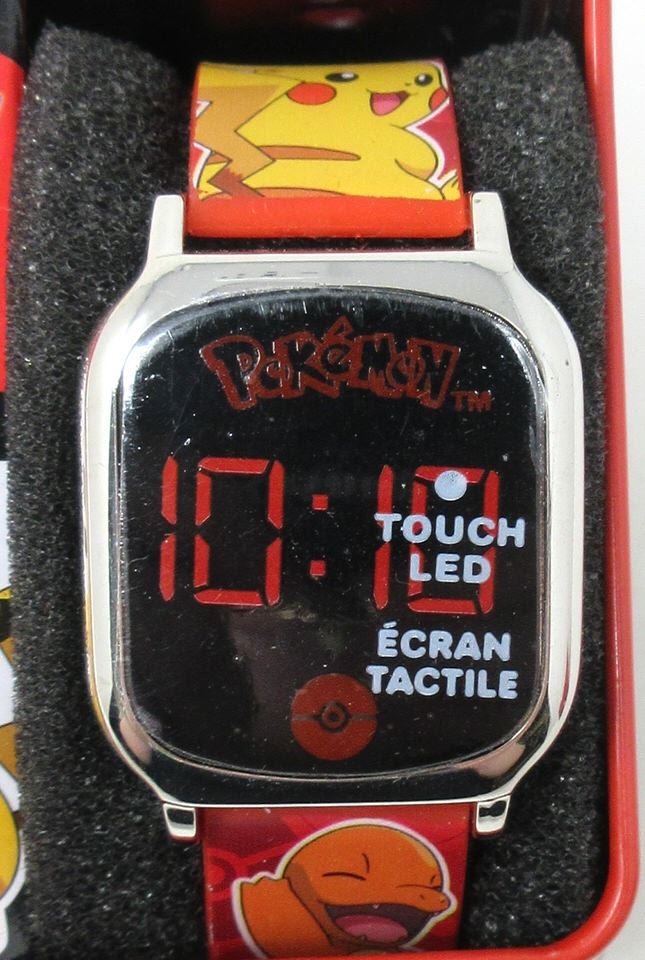 POKéMON™
10:10
TOUCH
LED
ÉCRAN
TACTILE